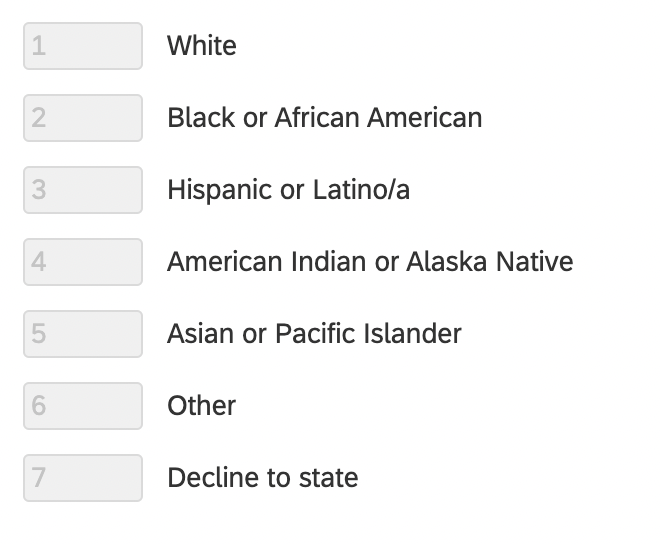 1 White
2 Black or African American
3 Hispanic or Latino/a
4 American Indian or Alaska Native
5 Asian or Pacific Islander
6 Other
7 Decline to state